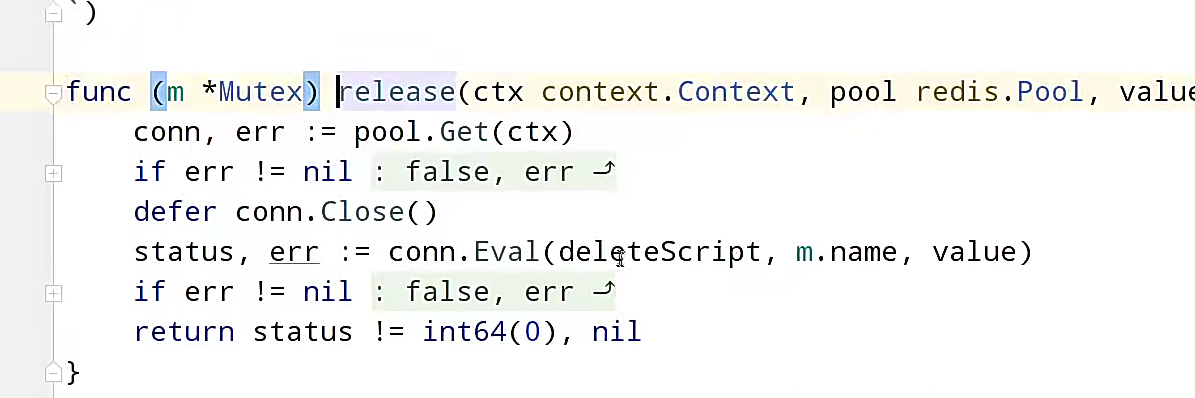 `)
func (m *Mutex) release(ctx context.Context, pool redis.Pool, value
conn, err := pool.Get(ctx)
if err != nil : false, err ⤴
defer conn.Close()
status, err := conn.Eval(deleteScript, m.name, value)
if err != nil : false, err ⤴
return status != int64(0), nil
}